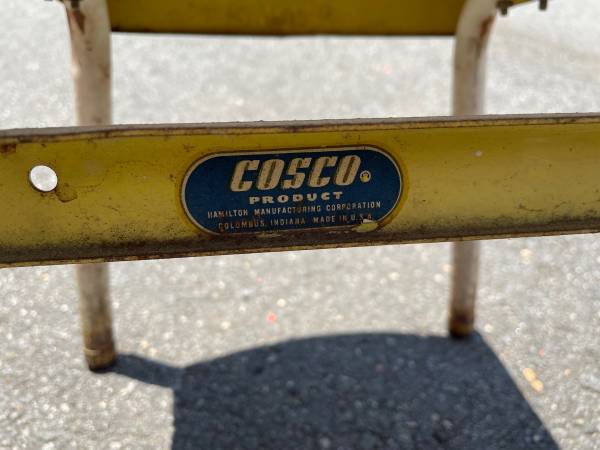 COSCO
PRODUCT
HAMILTON MANUFACTURING CORPORATION
COLUMBUS, INDIANA MADE IN U.S.A.